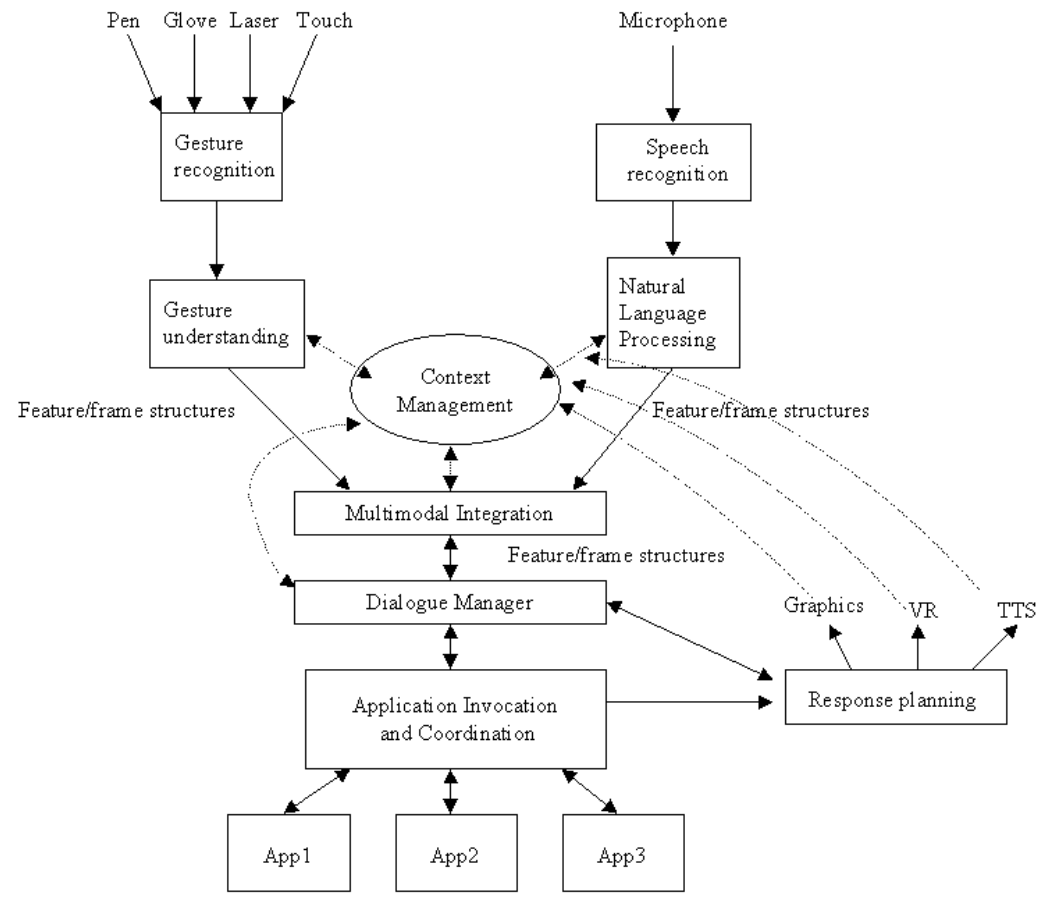 Pen Glove Laser Touch
Microphone
Gesture
recognition
Speech
recognition
Gesture
understanding
Natural
Language
Processing
Context
Management
Feature/frame structures
Feature/frame structures
Multimodal Integration
Feature/frame structures
Dialogue Manager
Graphics
VR
TTS
Application Invocation
and Coordination
Response planning
App1
App2
App3